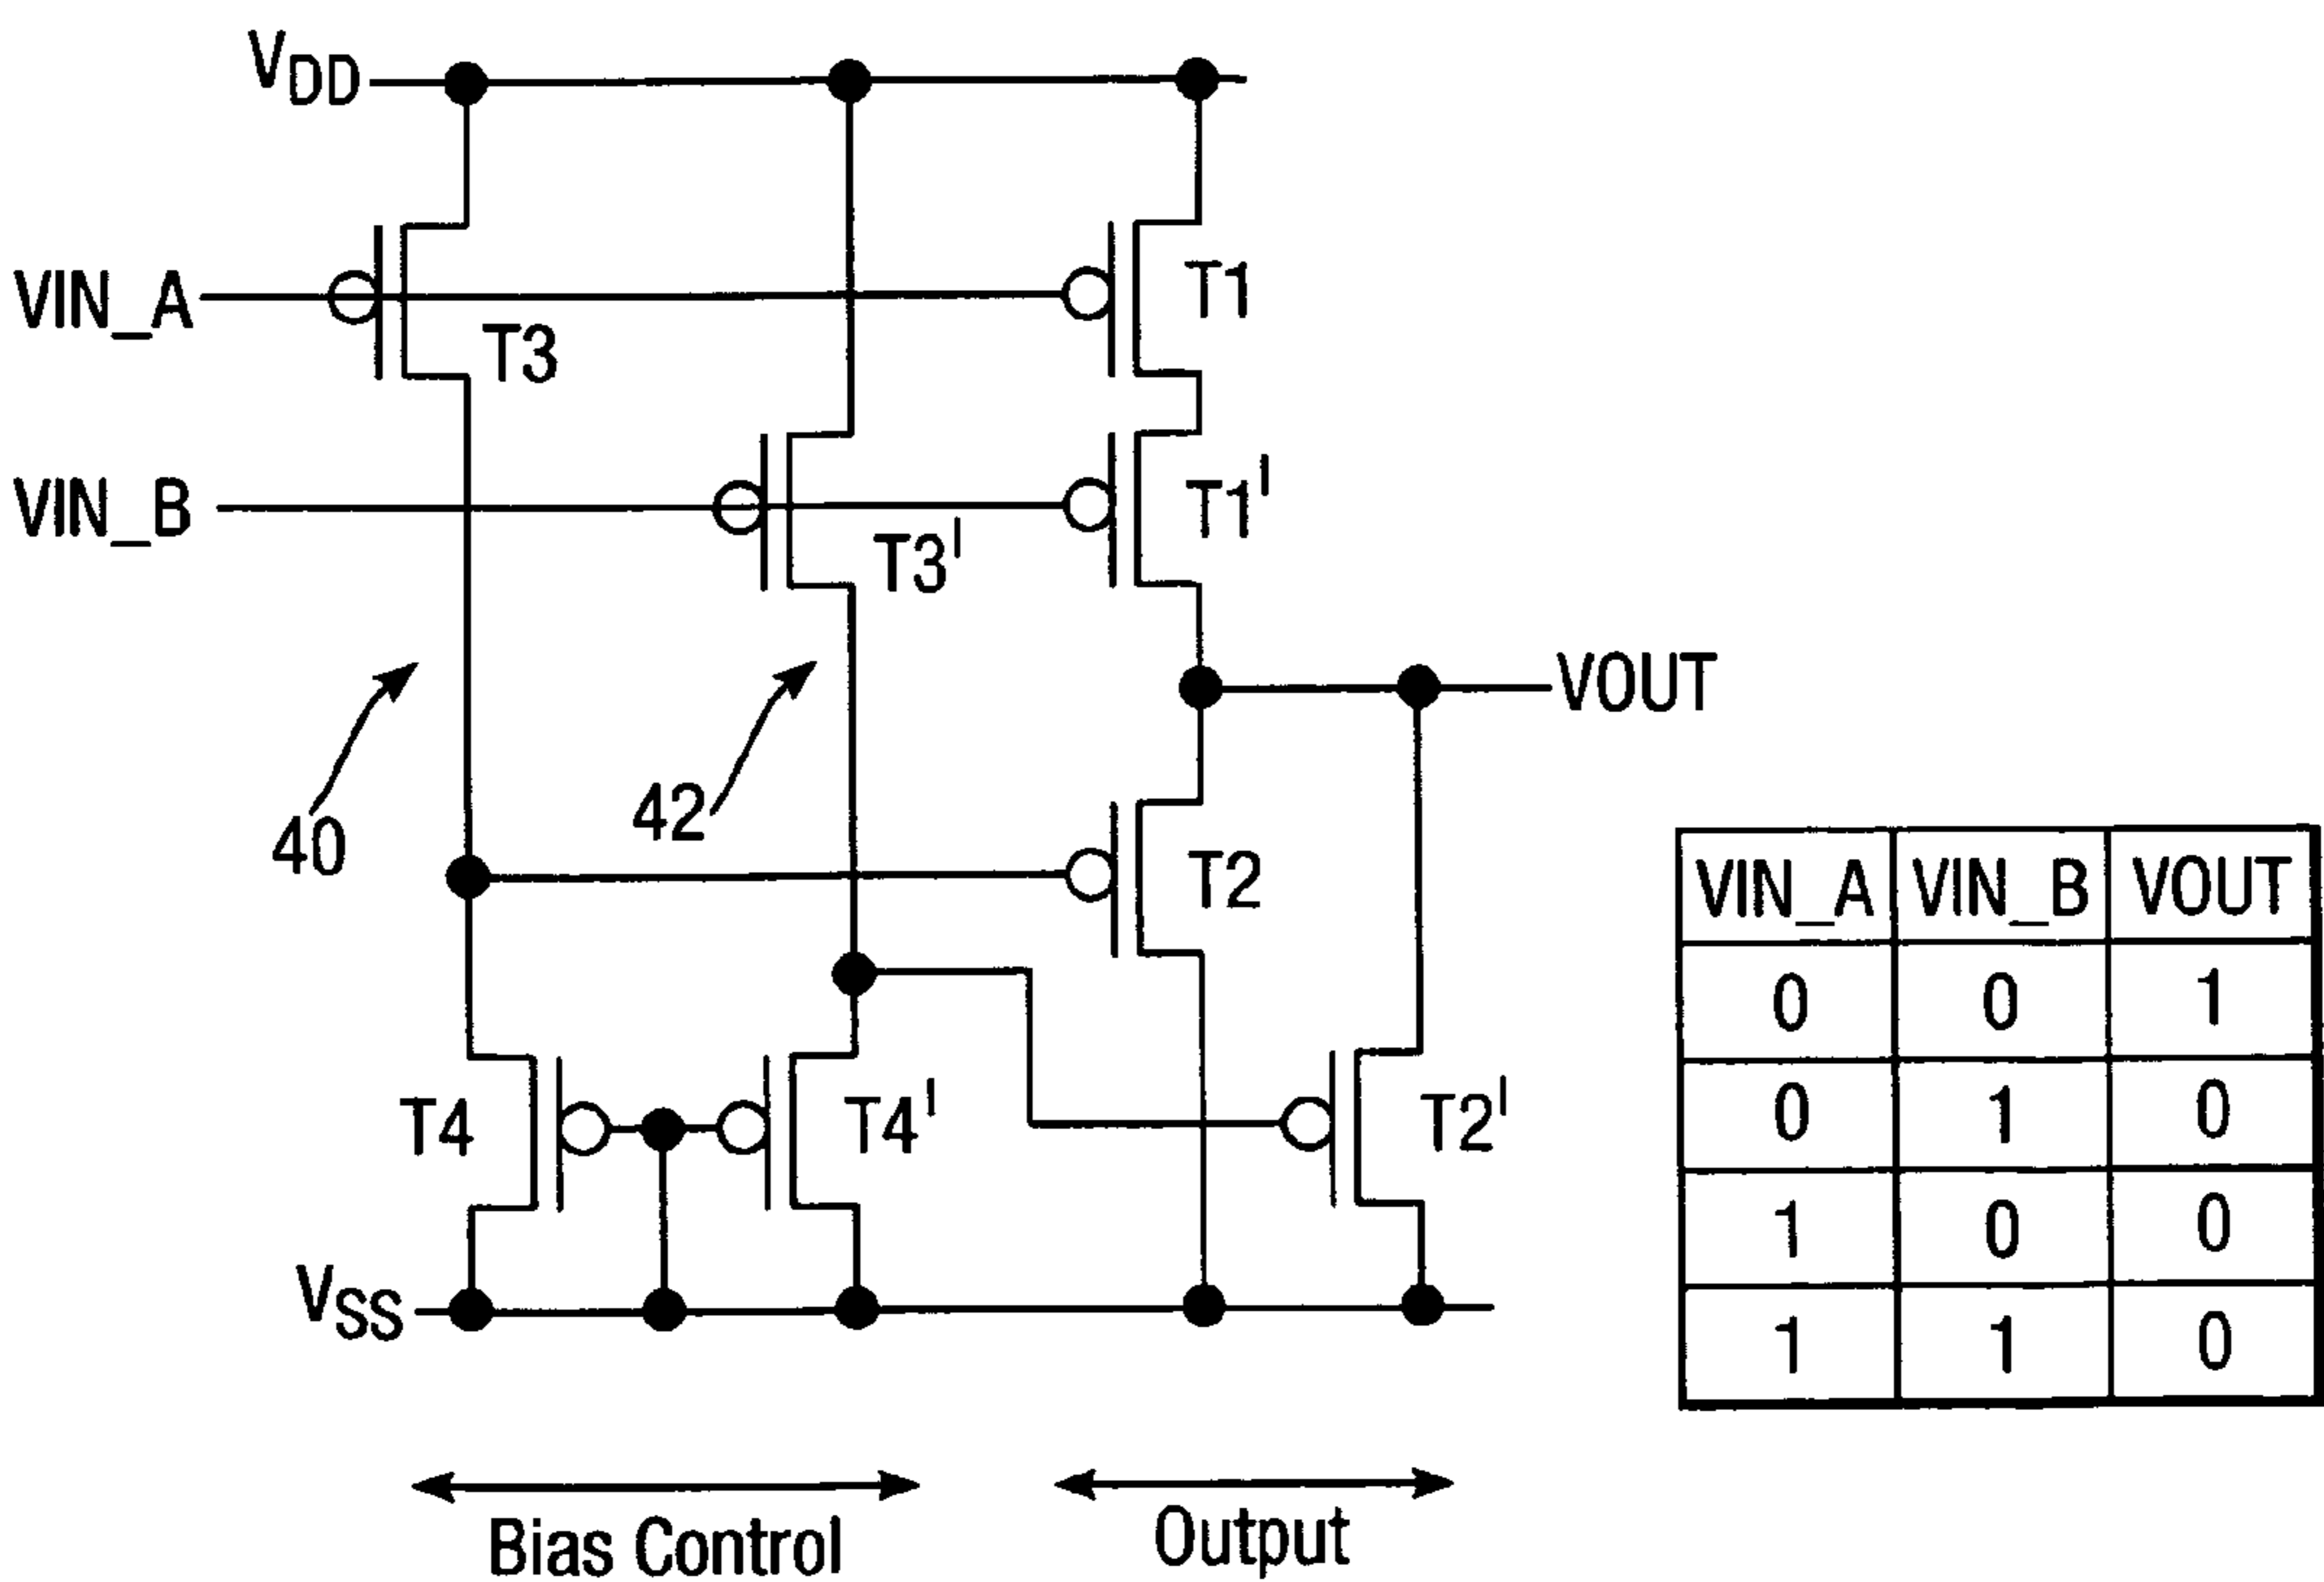 VDD
VIN_A
T3
T1
VIN_B
T3'
T1'
VOUT
40
42
T2
T4
T4'
T2'
VSS
VIN_A VIN_B VOUT
0 0 1
0 1 0
1 0 0
1 1 0
Bias Control
Output